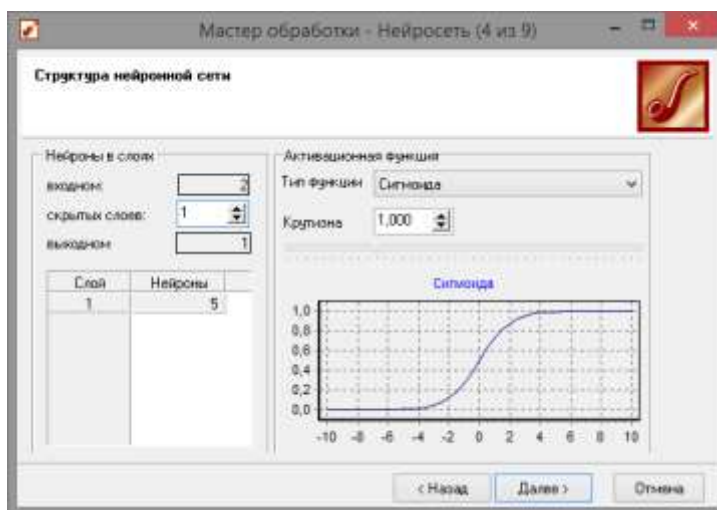 Мастер обработки - Нейросеть (4 из 9)
Структура нейронной сети
Нейроны в слоях
входном: 2
скрытых слоев: 1
выходном 1
Слой Нейроны
1 5
Активационная функция
Тип функции Сигмоида
Крутизна 1,000
Сигмоида
1,0
0,8
0,6
0,4
0,2
0,0
-10 -8 -6 -4 -2 0 2 4 6 8 10
< Назад Далее > Отмена